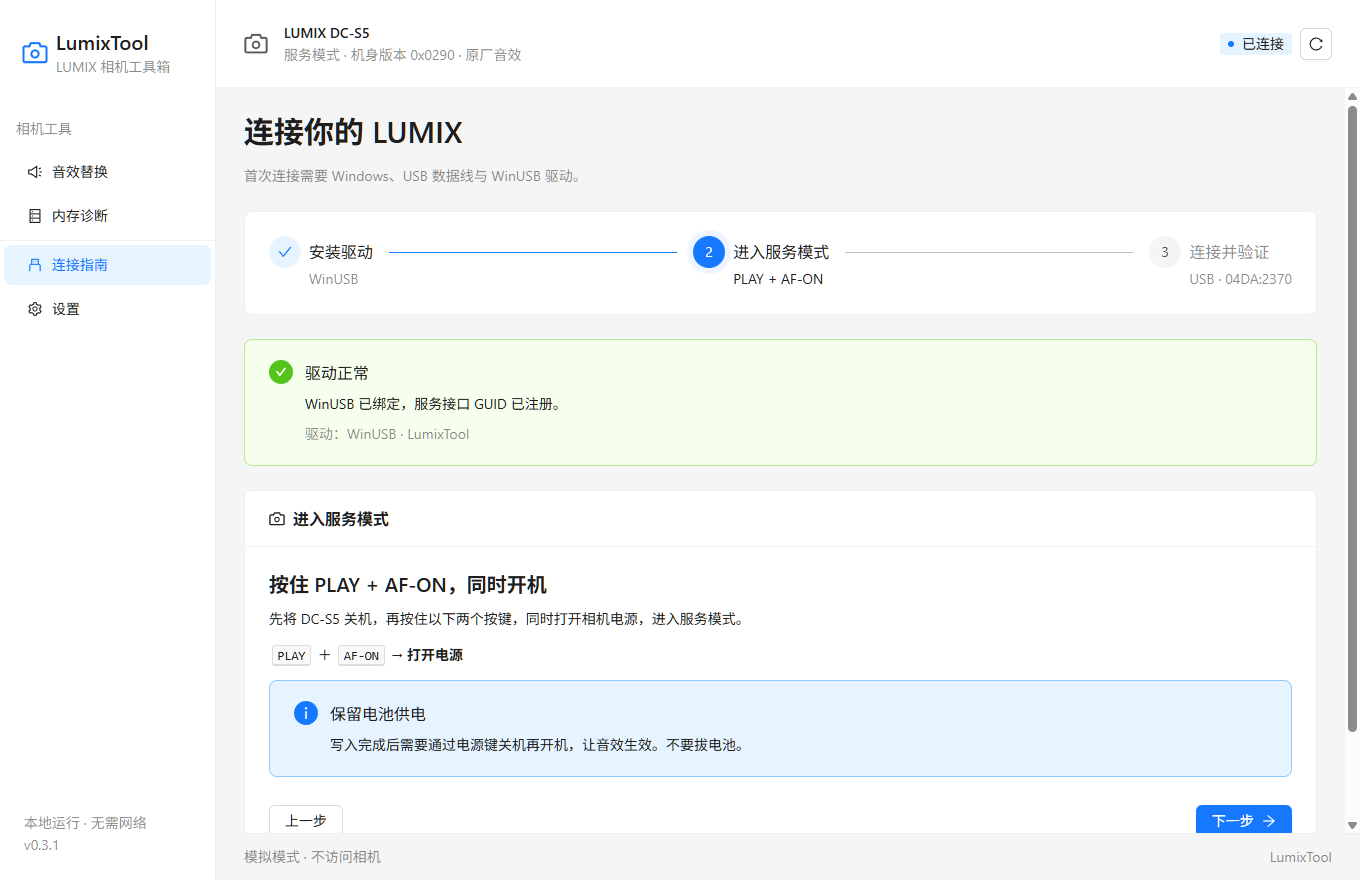 LumixTool
LUMIX 相机工具箱
相机工具
音效替换
内存诊断
连接指南
设置
本地运行 · 无需网络
v0.3.1
LUMIX DC-S5
服务模式 · 机身版本 0x0290 · 原厂音效
已连接
连接你的 LUMIX
首次连接需要 Windows、USB 数据线与 WinUSB 驱动。
安装驱动
WinUSB
2 进入服务模式
PLAY + AF-ON
3 连接并验证
USB · 04DA:2370
驱动正常
WinUSB 已绑定，服务接口 GUID 已注册。
驱动：WinUSB · LumixTool
进入服务模式
按住 PLAY + AF-ON，同时开机
先将 DC-S5 关机，再按住以下两个按键，同时打开相机电源，进入服务模式。
PLAY + AF-ON → 打开电源
保留电池供电
写入完成后需要通过电源键关机再开机，让音效生效。不要拔电池。
上一步
下一步 →
模拟模式 · 不访问相机
LumixTool